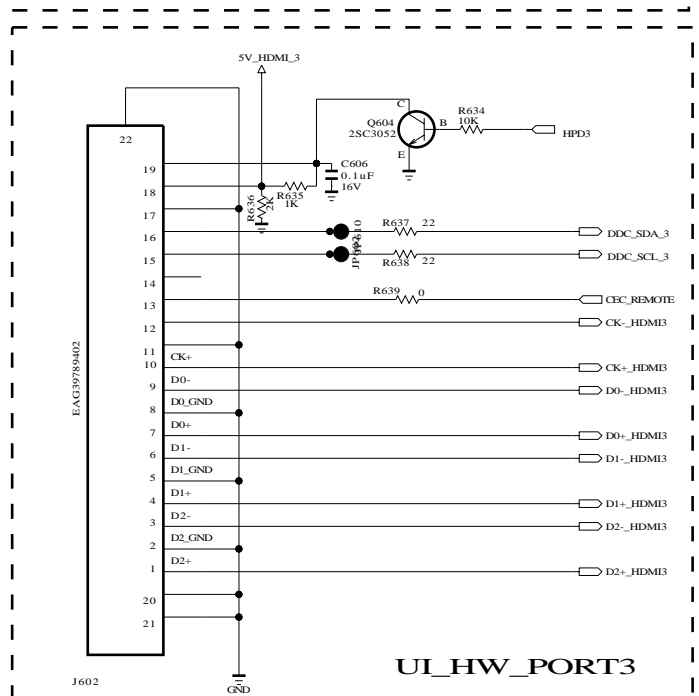 5V_HDMI_3
C
Q604
2SC3052
B
E
R634
10K
HPD3
22
19
18
17
16
15
14
13
12
11
10
9
8
7
6
5
4
3
2
1
20
21
C606
0.1uF
16V
R635
1K
R636
2K
R637
22
DDC_SDA_3
R638
22
DDC_SCL_3
R639
0
CEC_REMOTE
CK-_HDMI3
CK+
CK+_HDMI3
D0-
D0-_HDMI3
D0_GND
D0+
D0+_HDMI3
D1-
D1-_HDMI3
D1_GND
D1+
D1+_HDMI3
D2-
D2-_HDMI3
D2_GND
D2+
D2+_HDMI3
EAG39789402
J602
GND
UI_HW_PORT3